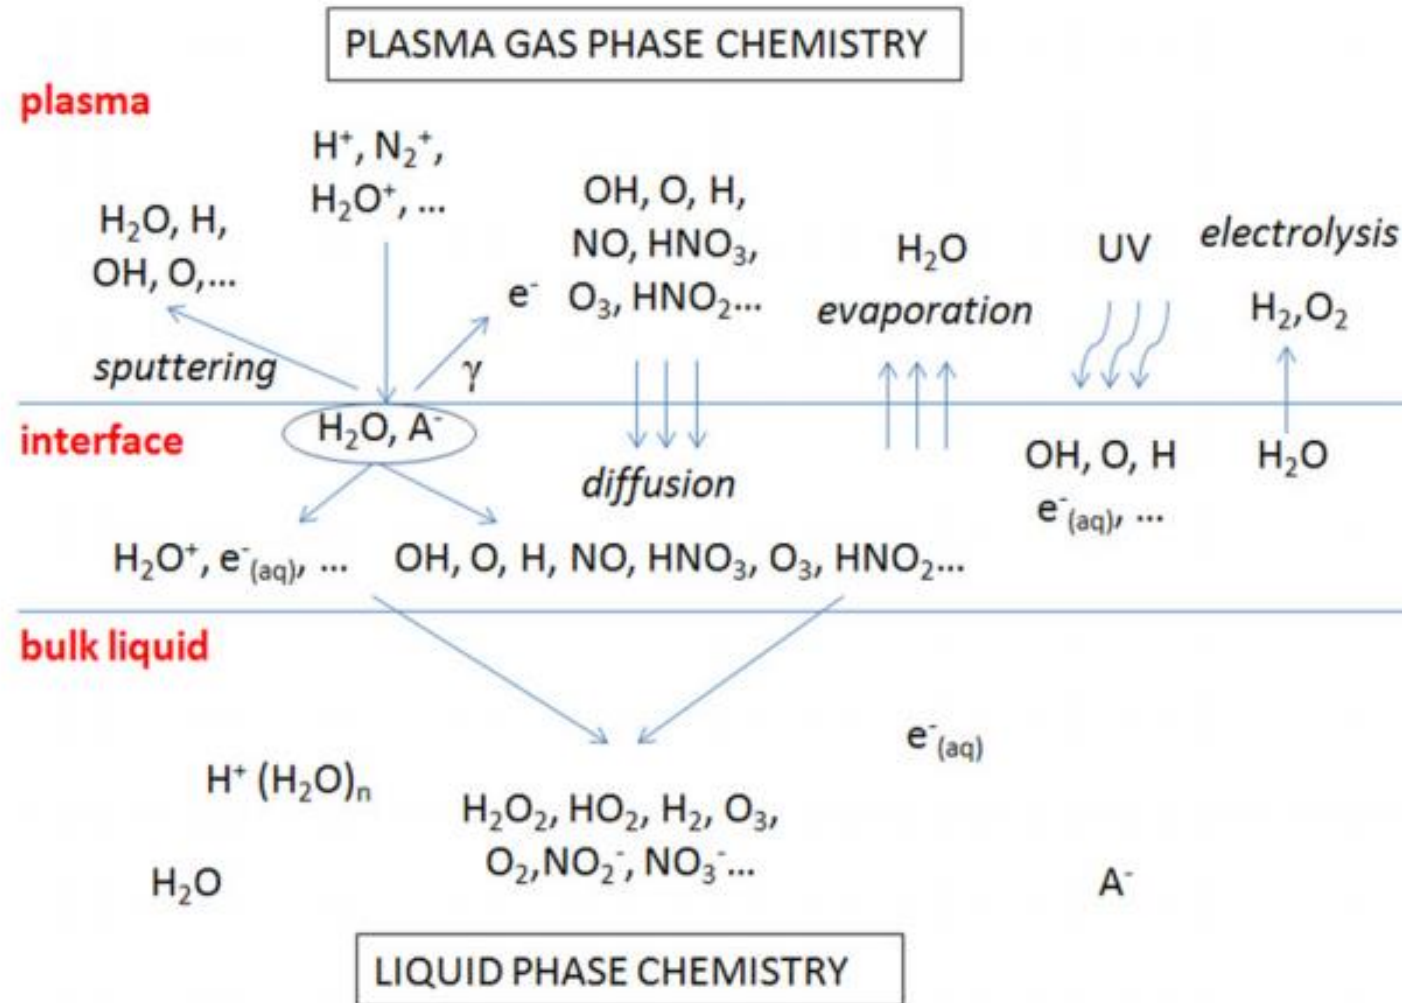 PLASMA GAS PHASE CHEMISTRY
plasma
H⁺, N₂⁺,
H₂O⁺, ...
H₂O, H,
OH, O,...
sputtering
e⁻
γ
OH, O, H,
NO, HNO₃,
O₃, HNO₂...
H₂O
evaporation
UV
electrolysis
H₂,O₂
interface
H₂O, A⁻
diffusion
OH, O, H
e⁻(aq), ...
H₂O
H₂O⁺, e⁻(aq), ...
OH, O, H, NO, HNO₃, O₃, HNO₂...
bulk liquid
e⁻(aq)
H⁺ (H₂O)ₙ
H₂O₂, HO₂, H₂, O₃,
O₂,NO₂⁻, NO₃⁻...
H₂O
A⁻
LIQUID PHASE CHEMISTRY